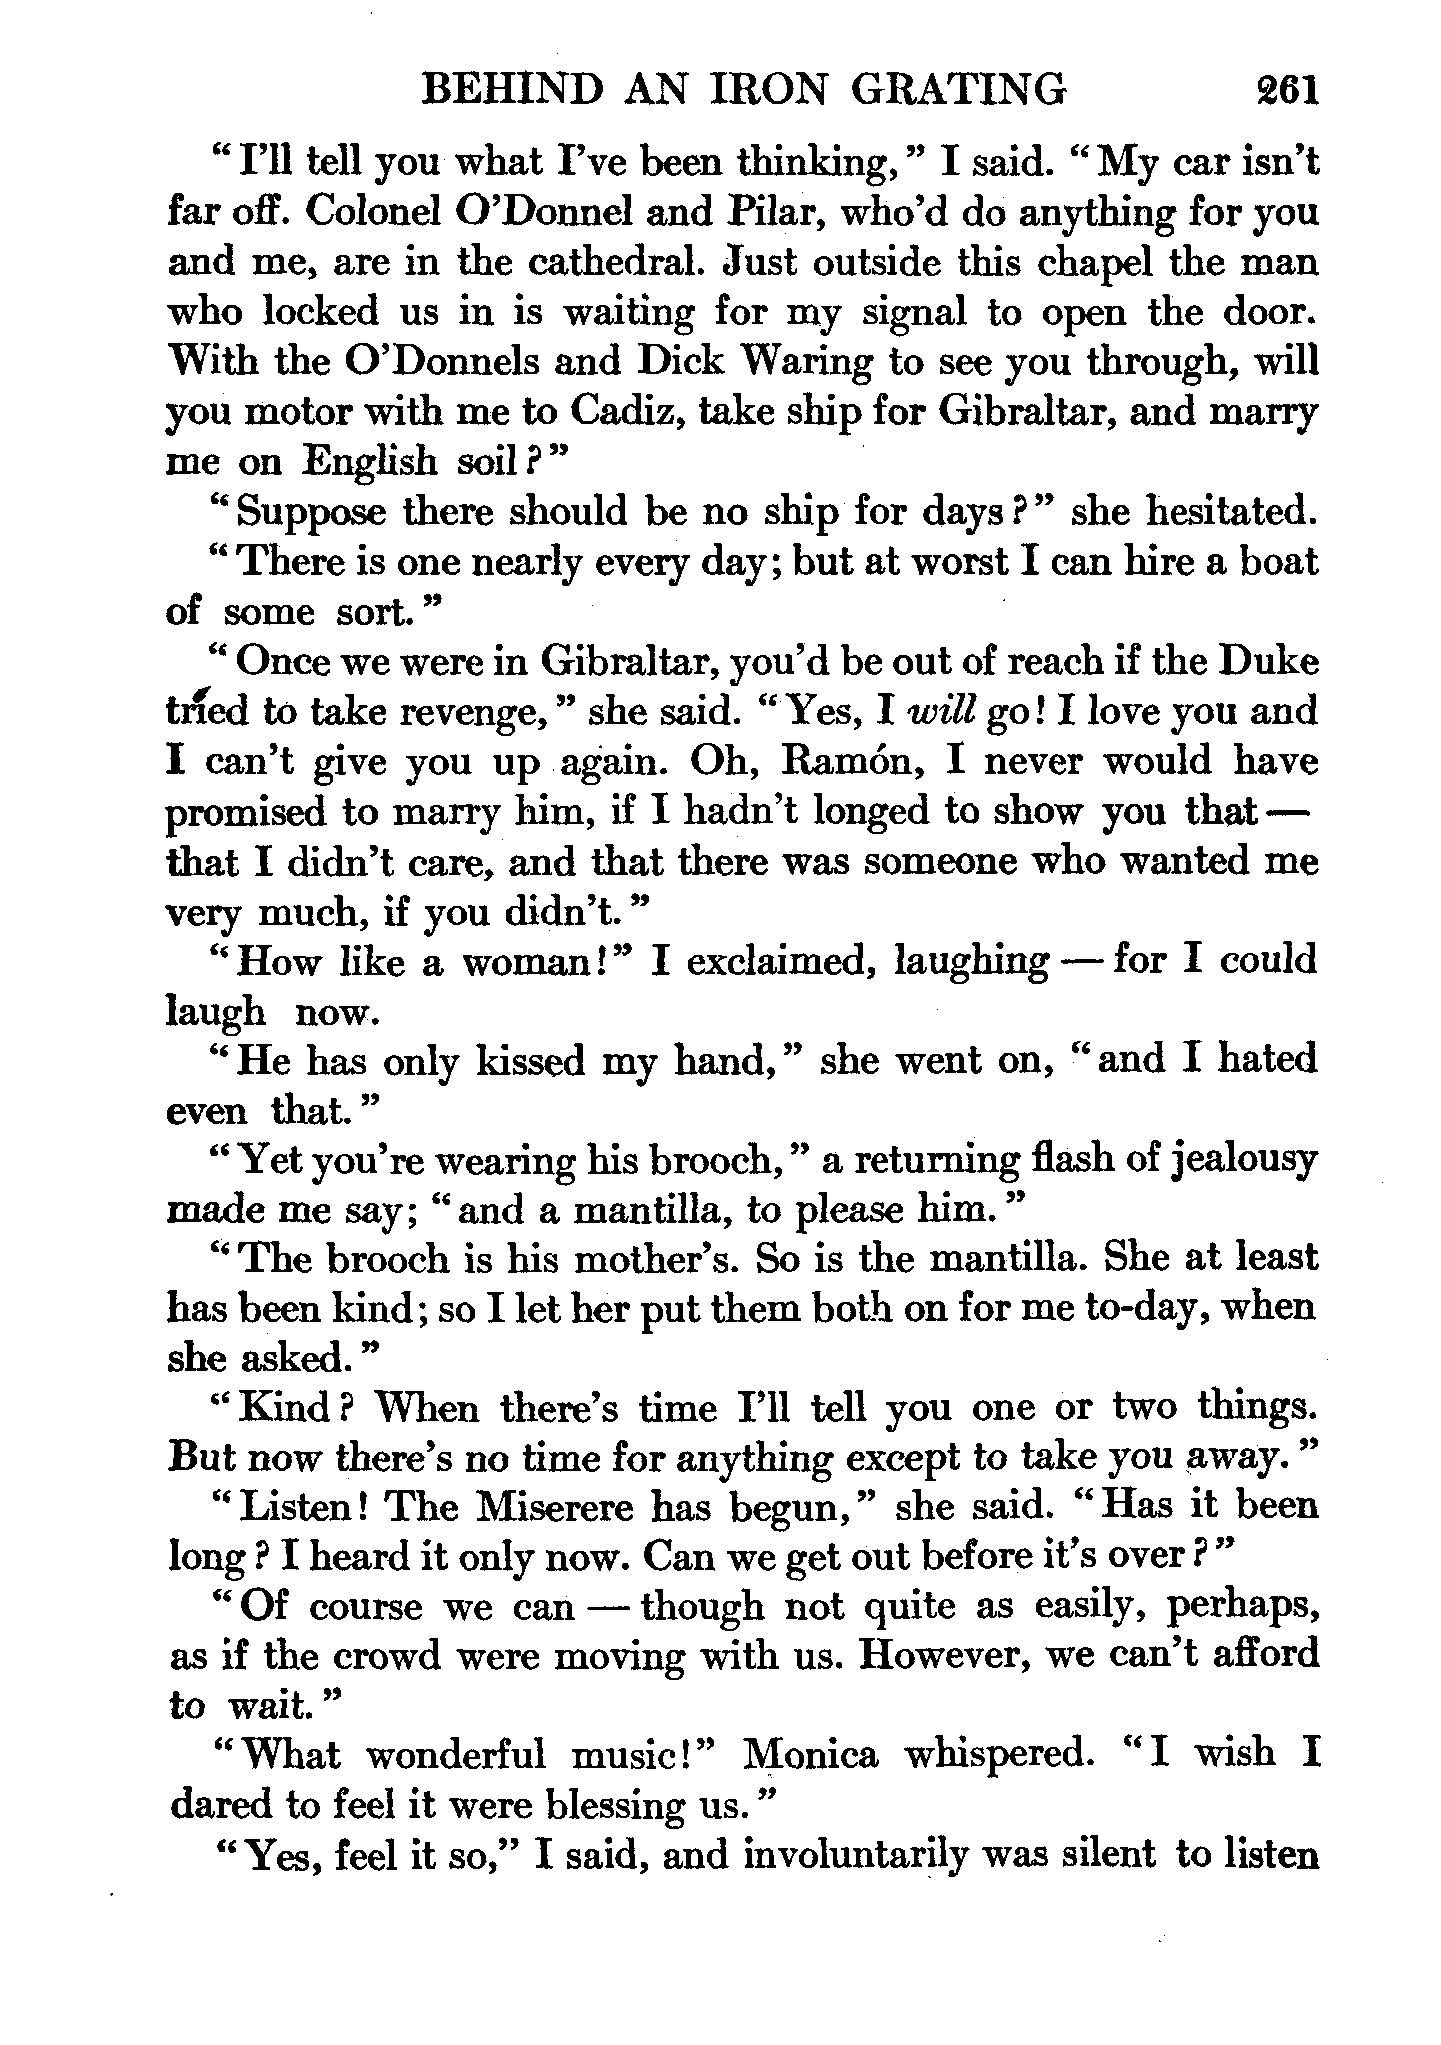 BEHIND AN IRON GRATING 261
"I'll tell you what I've been thinking," I said. "My car isn't
far off. Colonel O'Donnel and Pilar, who'd do anything for you
and me, are in the cathedral. Just outside this chapel the man
who locked us in is waiting for my signal to open the door.
With the O'Donnels and Dick Waring to see you through, will
you motor with me to Cadiz, take ship for Gibraltar, and marry
me on English soil?"
"Suppose there should be no ship for days?" she hesitated.
"There is one nearly every day; but at worst I can hire a boat
of some sort."
"Once we were in Gibraltar, you'd be out of reach if the Duke
tried to take revenge," she said. "Yes, I will go! I love you and
I can't give you up again. Oh, Ramón, I never would have
promised to marry him, if I hadn't longed to show you that —
that I didn't care, and that there was someone who wanted me
very much, if you didn't."
"How like a woman!" I exclaimed, laughing — for I could
laugh now.
"He has only kissed my hand," she went on, "and I hated
even that."
"Yet you're wearing his brooch," a returning flash of jealousy
made me say; "and a mantilla, to please him."
"The brooch is his mother's. So is the mantilla. She at least
has been kind; so I let her put them both on for me to-day, when
she asked."
"Kind? When there's time I'll tell you one or two things.
But now there's no time for anything except to take you away."
"Listen! The Miserere has begun," she said. "Has it been
long? I heard it only now. Can we get out before it's over?"
"Of course we can — though not quite as easily, perhaps,
as if the crowd were moving with us. However, we can't afford
to wait."
"What wonderful music!" Monica whispered. "I wish I
dared to feel it were blessing us."
"Yes, feel it so," I said, and involuntarily was silent to listen